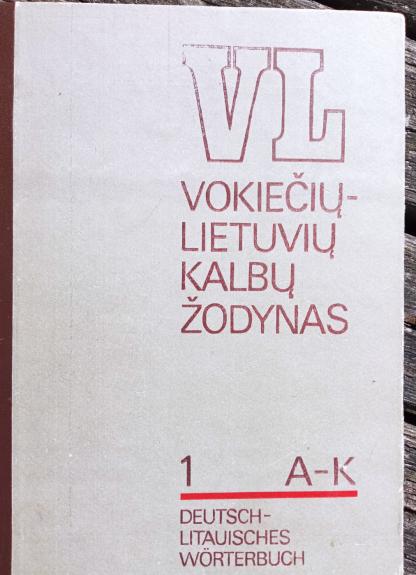 VL
VOKIEČIŲ-
LIETUVIŲ
KALBŲ
ŽODYNAS
1 A-K
DEUTSCH-
LITAUISCHES
WÖRTERBUCH